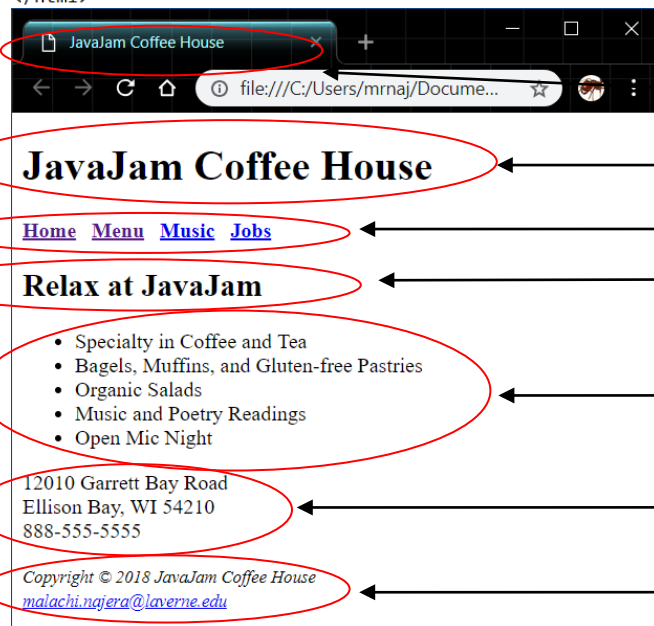 </html>
JavaJam Coffee House
file:///C:/Users/mrnaj/Docume...
JavaJam Coffee House
Home Menu Music Jobs
Relax at JavaJam
• Specialty in Coffee and Tea
• Bagels, Muffins, and Gluten-free Pastries
• Organic Salads
• Music and Poetry Readings
• Open Mic Night
12010 Garrett Bay Road
Ellison Bay, WI 54210
888-555-5555
Copyright © 2018 JavaJam Coffee House
malachi.najera@laverne.edu